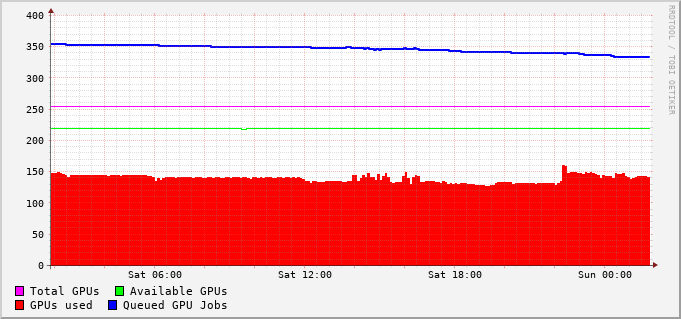 400
350
300
250
200
150
100
50
0
Sat 06:00 Sat 12:00 Sat 18:00 Sun 00:00
Total GPUs Available GPUs
GPUs used Queued GPU Jobs
RRDTOOL / TOBI OETIKER